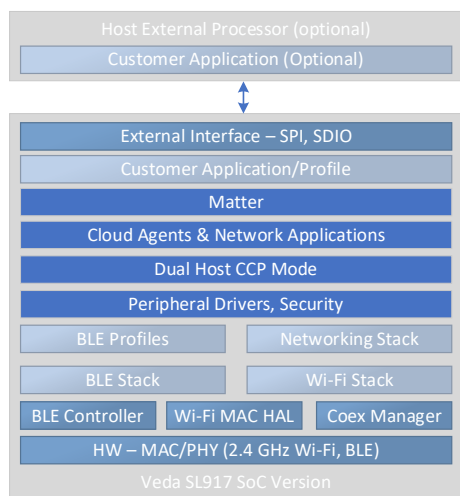 Host External Processor (optional)
Customer Application (Optional)
External Interface – SPI, SDIO
Customer Application/Profile
Matter
Cloud Agents & Network Applications
Dual Host CCP Mode
Peripheral Drivers, Security
BLE Profiles
Networking Stack
BLE Stack
Wi-Fi Stack
BLE Controller
Wi-Fi MAC HAL
Coex Manager
HW – MAC/PHY (2.4 GHz Wi-Fi, BLE)
Veda SL917 SoC Version